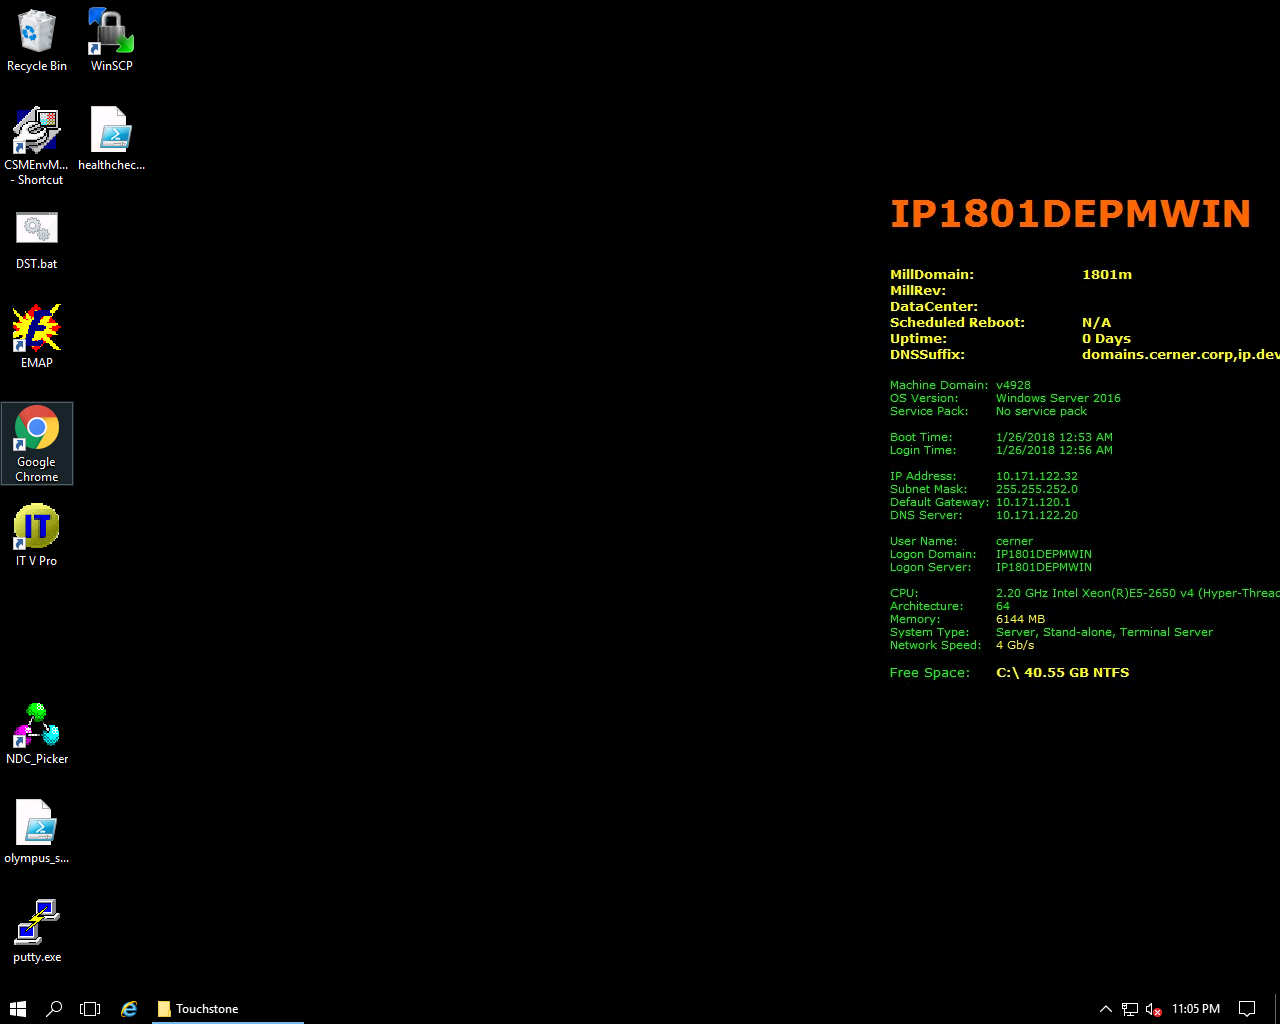 Recycle Bin
WinSCP
CSMEnvM...
- Shortcut
healthchec...
DST.bat
EMAP
Google
Chrome
IT
IT V Pro
NDC_Picker
olympus_s...
putty.exe
IP1801DEPMWIN
MillDomain: 1801m
MillRev:
DataCenter:
Scheduled Reboot: N/A
Uptime: 0 Days
DNSSuffix: domains.cerner.corp,ip.dev
Machine Domain: v4928
OS Version: Windows Server 2016
Service Pack: No service pack
Boot Time: 1/26/2018 12:53 AM
Login Time: 1/26/2018 12:56 AM
IP Address: 10.171.122.32
Subnet Mask: 255.255.252.0
Default Gateway: 10.171.120.1
DNS Server: 10.171.122.20
User Name: cerner
Logon Domain: IP1801DEPMWIN
Logon Server: IP1801DEPMWIN
CPU: 2.20 GHz Intel Xeon(R)E5-2650 v4 (Hyper-Threac
Architecture: 64
Memory: 6144 MB
System Type: Server, Stand-alone, Terminal Server
Network Speed: 4 Gb/s
Free Space: C:\ 40.55 GB NTFS
Touchstone
11:05 PM